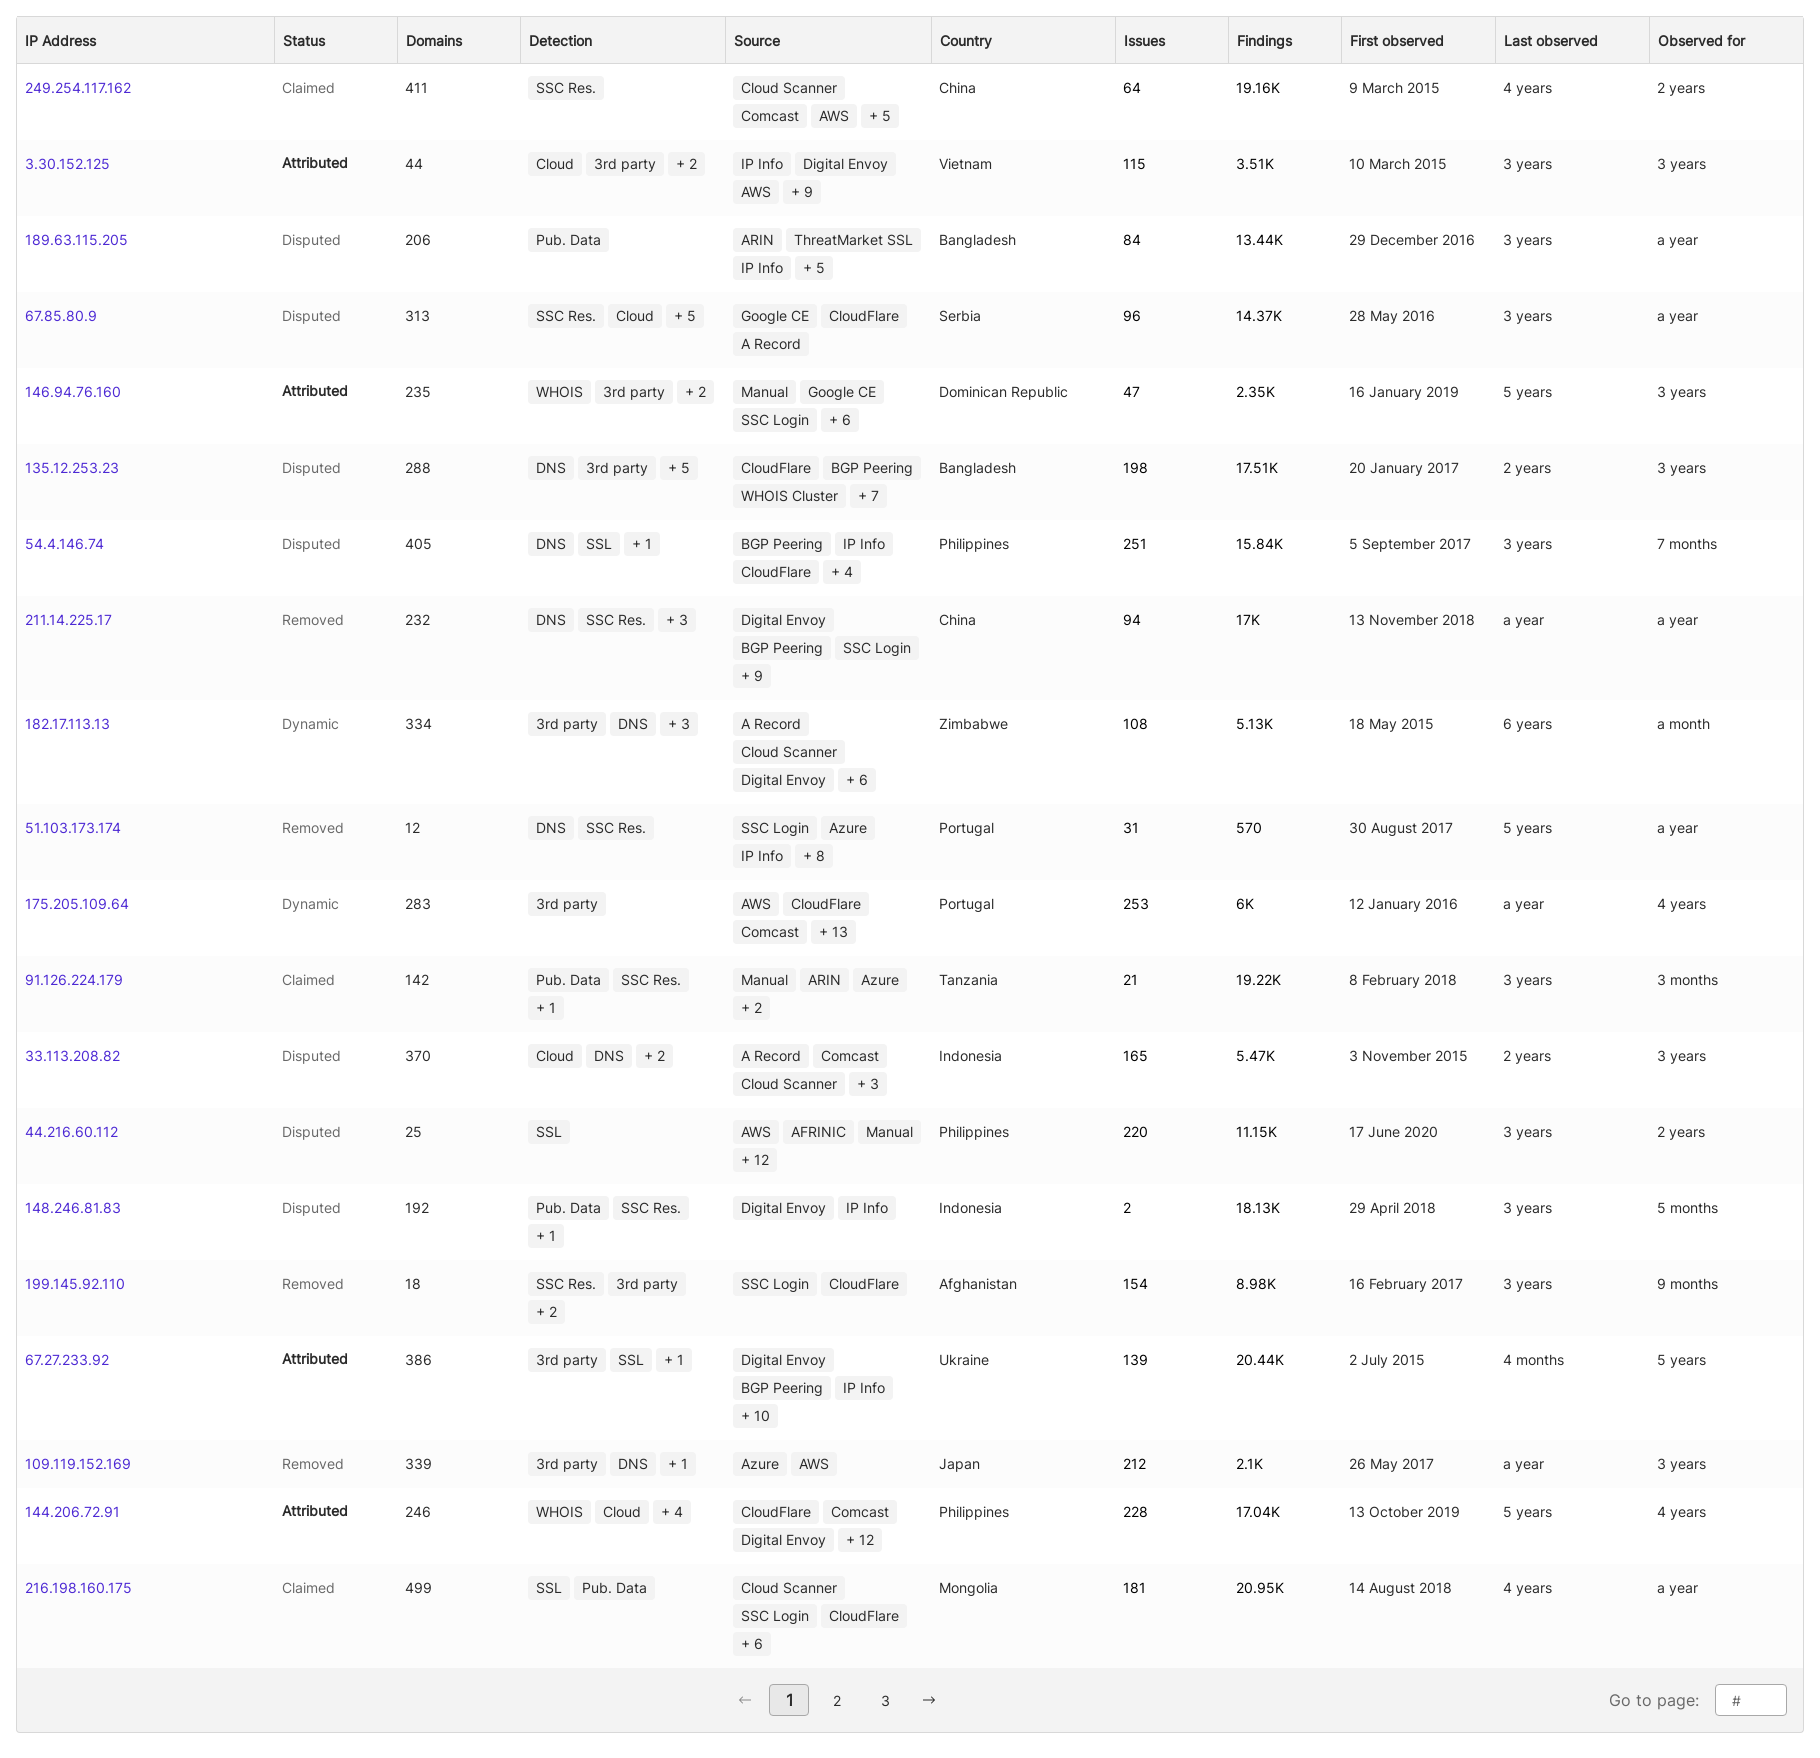 IP Address Status Domains Detection Source Country Issues Findings First observed Last observed Observed for
249.254.117.162 Claimed 411 SSC Res. Cloud Scanner China 64 19.16K 9 March 2015 4 years 2 years
Comcast AWS + 5
3.30.152.125 Attributed 44 Cloud 3rd party + 2 IP Info Digital Envoy Vietnam 115 3.51K 10 March 2015 3 years 3 years
AWS + 9
189.63.115.205 Disputed 206 Pub. Data ARIN ThreatMarket SSL Bangladesh 84 13.44K 29 December 2016 3 years a year
IP Info + 5
67.85.80.9 Disputed 313 SSC Res. Cloud + 5 Google CE CloudFlare Serbia 96 14.37K 28 May 2016 3 years a year
A Record
146.94.76.160 Attributed 235 WHOIS 3rd party + 2 Manual Google CE Dominican Republic 47 2.35K 16 January 2019 5 years 3 years
SSC Login + 6
135.12.253.23 Disputed 288 DNS 3rd party + 5 CloudFlare BGP Peering Bangladesh 198 17.51K 20 January 2017 2 years 3 years
WHOIS Cluster + 7
54.4.146.74 Disputed 405 DNS SSL + 1 BGP Peering IP Info Philippines 251 15.84K 5 September 2017 3 years 7 months
CloudFlare + 4
211.14.225.17 Removed 232 DNS SSC Res. + 3 Digital Envoy China 94 17K 13 November 2018 a year a year
BGP Peering SSC Login
+ 9
182.17.113.13 Dynamic 334 3rd party DNS + 3 A Record Zimbabwe 108 5.13K 18 May 2015 6 years a month
Cloud Scanner
Digital Envoy + 6
51.103.173.174 Removed 12 DNS SSC Res. SSC Login Azure Portugal 31 570 30 August 2017 5 years a year
IP Info + 8
175.205.109.64 Dynamic 283 3rd party AWS CloudFlare Portugal 253 6K 12 January 2016 a year 4 years
Comcast + 13
91.126.224.179 Claimed 142 Pub. Data SSC Res. Manual ARIN Azure Tanzania 21 19.22K 8 February 2018 3 years 3 months
+ 1 + 2
33.113.208.82 Disputed 370 Cloud DNS + 2 A Record Comcast Indonesia 165 5.47K 3 November 2015 2 years 3 years
Cloud Scanner + 3
44.216.60.112 Disputed 25 SSL AWS AFRINIC Manual Philippines 220 11.15K 17 June 2020 3 years 2 years
+ 12
148.246.81.83 Disputed 192 Pub. Data SSC Res. Digital Envoy IP Info Indonesia 2 18.13K 29 April 2018 3 years 5 months
+ 1
199.145.92.110 Removed 18 SSC Res. 3rd party SSC Login CloudFlare Afghanistan 154 8.98K 16 February 2017 3 years 9 months
+ 2
67.27.233.92 Attributed 386 3rd party SSL + 1 Digital Envoy Ukraine 139 20.44K 2 July 2015 4 months 5 years
BGP Peering IP Info
+ 10
109.119.152.169 Removed 339 3rd party DNS + 1 Azure AWS Japan 212 2.1K 26 May 2017 a year 3 years
144.206.72.91 Attributed 246 WHOIS Cloud + 4 CloudFlare Comcast Philippines 228 17.04K 13 October 2019 5 years 4 years
Digital Envoy + 12
216.198.160.175 Claimed 499 SSL Pub. Data Cloud Scanner Mongolia 181 20.95K 14 August 2018 4 years a year
SSC Login CloudFlare
+ 6
← 1 2 3 → Go to page: #